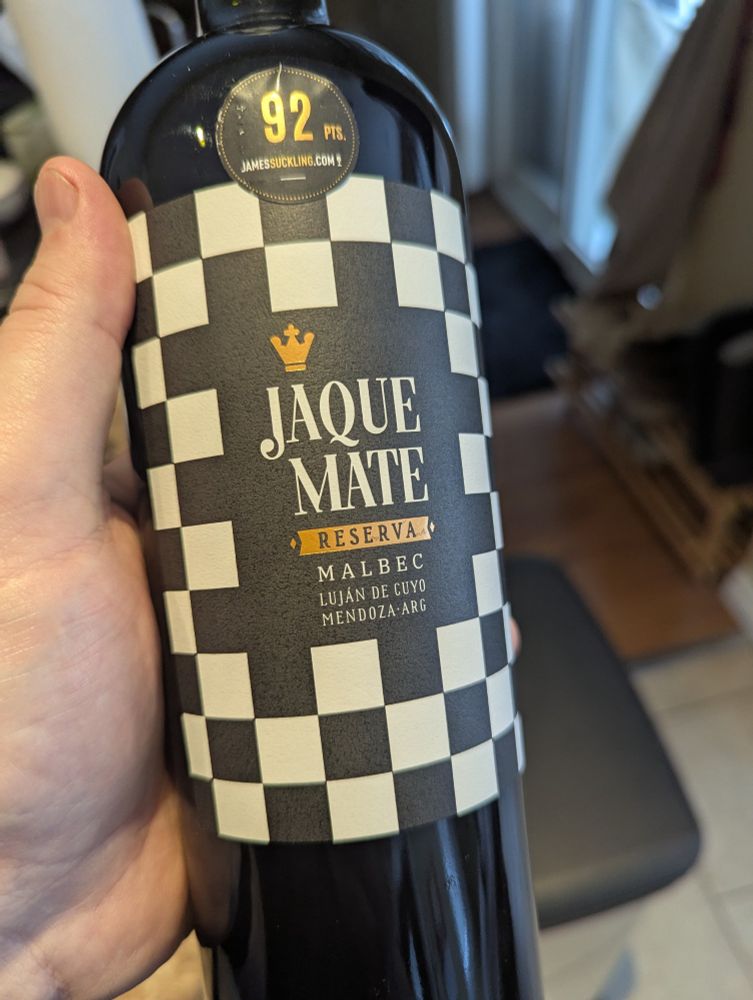 92 PTS.
JAMESSUCKLING.COM
JAQUE
MATE
RESERVA
MALBEC
LUJÁN DE CUYO
MENDOZA·ARG